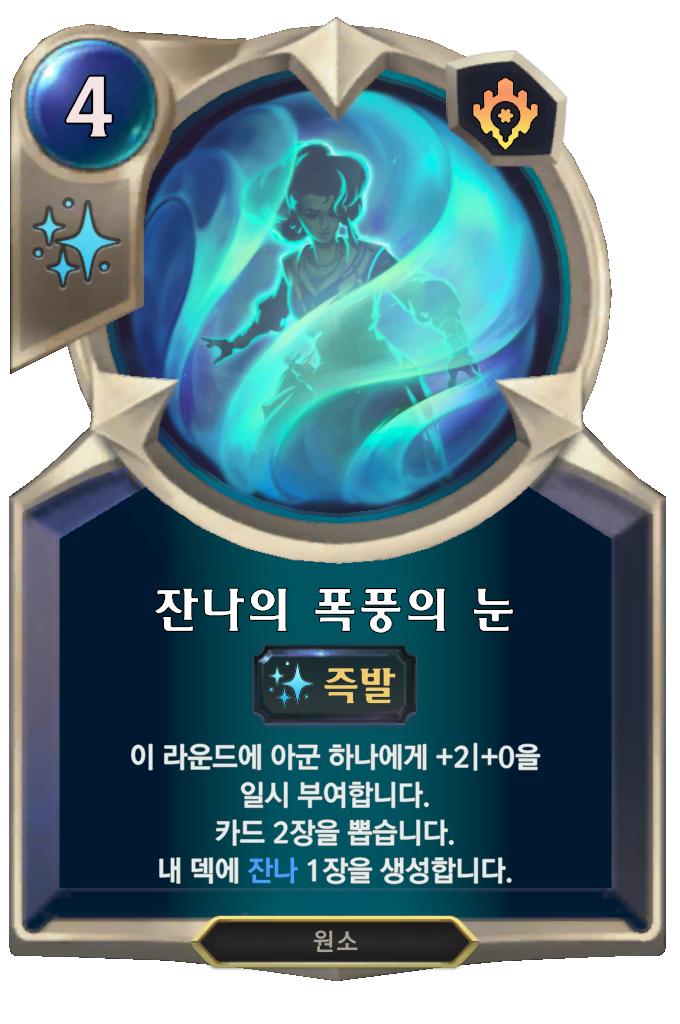 4
잔나의 폭풍의 눈
즉발
이 라운드에 아군 하나에게 +2|+0을
일시 부여합니다.
카드 2장을 뽑습니다.
내 덱에 잔나 1장을 생성합니다.
원소